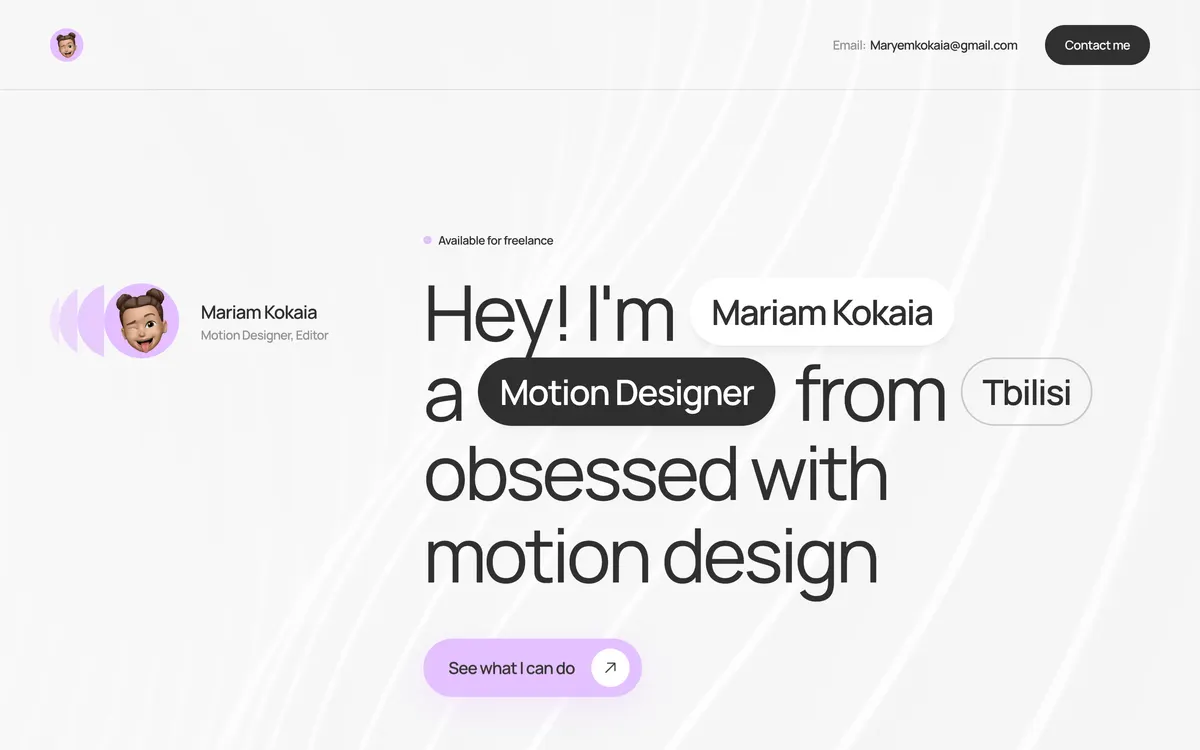 Email: Maryemkokaia@gmail.com
Contact me
Available for freelance
Mariam Kokaia
Motion Designer, Editor
Hey! I'm Mariam Kokaia
a Motion Designer from Tbilisi
obsessed with
motion design
See what I can do